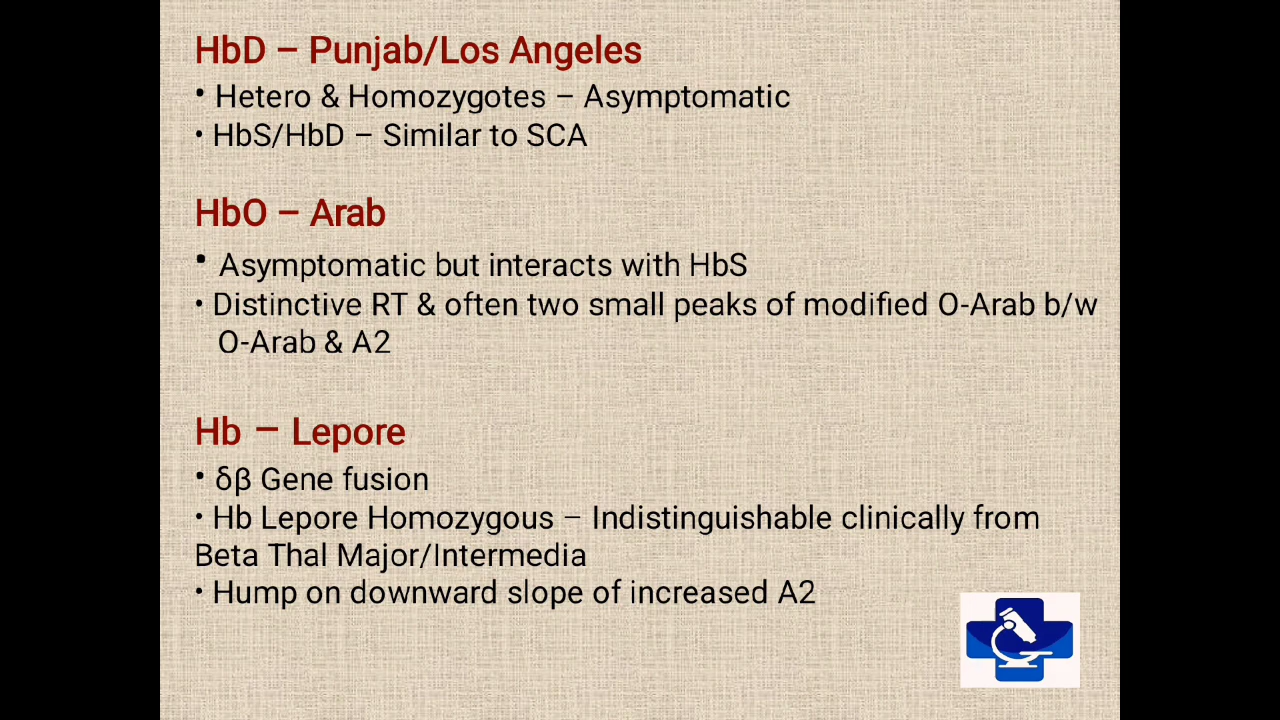 HbD – Punjab/Los Angeles
• Hetero & Homozygotes – Asymptomatic
• HbS/HbD – Similar to SCA
HbO – Arab
• Asymptomatic but interacts with HbS
• Distinctive RT & often two small peaks of modified O-Arab b/w
O-Arab & A2
Hb – Lepore
• δβ Gene fusion
• Hb Lepore Homozygous – Indistinguishable clinically from
Beta Thal Major/Intermedia
• Hump on downward slope of increased A2